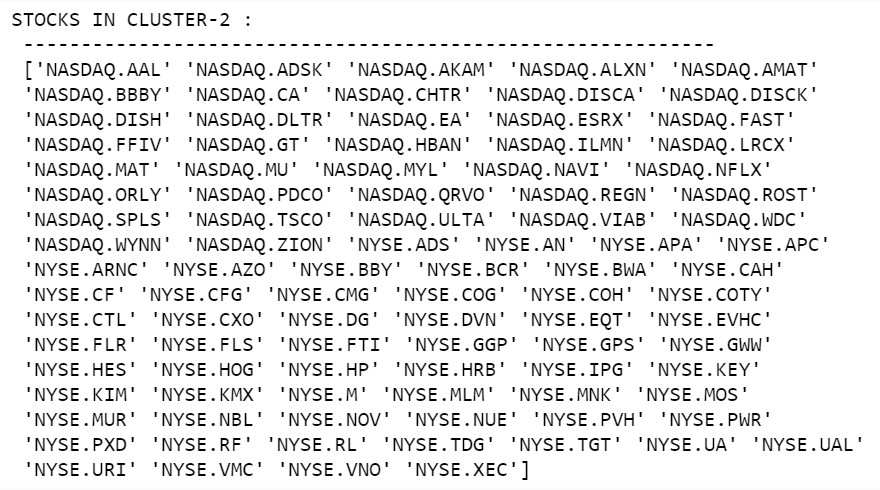 STOCKS IN CLUSTER-2 :
-----------------------------------------------------------
['NASDAQ.AAL' 'NASDAQ.ADSK' 'NASDAQ.AKAM' 'NASDAQ.ALXN' 'NASDAQ.AMAT'
'NASDAQ.BBBY' 'NASDAQ.CA' 'NASDAQ.CHTR' 'NASDAQ.DISCA' 'NASDAQ.DISCK'
'NASDAQ.DISH' 'NASDAQ.DLTR' 'NASDAQ.EA' 'NASDAQ.ESRX' 'NASDAQ.FAST'
'NASDAQ.FFIV' 'NASDAQ.GT' 'NASDAQ.HBAN' 'NASDAQ.ILMN' 'NASDAQ.LRCX'
'NASDAQ.MAT' 'NASDAQ.MU' 'NASDAQ.MYL' 'NASDAQ.NAVI' 'NASDAQ.NFLX'
'NASDAQ.ORLY' 'NASDAQ.PDCO' 'NASDAQ.QRVO' 'NASDAQ.REGN' 'NASDAQ.ROST'
'NASDAQ.SPLS' 'NASDAQ.TSCO' 'NASDAQ.ULTA' 'NASDAQ.VIAB' 'NASDAQ.WDC'
'NASDAQ.WYNN' 'NASDAQ.ZION' 'NYSE.ADS' 'NYSE.AN' 'NYSE.APA' 'NYSE.APC'
'NYSE.ARNC' 'NYSE.AZO' 'NYSE.BBY' 'NYSE.BCR' 'NYSE.BWA' 'NYSE.CAH'
'NYSE.CF' 'NYSE.CFG' 'NYSE.CMG' 'NYSE.COG' 'NYSE.COH' 'NYSE.COTY'
'NYSE.CTL' 'NYSE.CXO' 'NYSE.DG' 'NYSE.DVN' 'NYSE.EQT' 'NYSE.EVHC'
'NYSE.FLR' 'NYSE.FLS' 'NYSE.FTI' 'NYSE.GGP' 'NYSE.GPS' 'NYSE.GWW'
'NYSE.HES' 'NYSE.HOG' 'NYSE.HP' 'NYSE.HRB' 'NYSE.IPG' 'NYSE.KEY'
'NYSE.KIM' 'NYSE.KMX' 'NYSE.M' 'NYSE.MLM' 'NYSE.MNK' 'NYSE.MOS'
'NYSE.MUR' 'NYSE.NBL' 'NYSE.NOV' 'NYSE.NUE' 'NYSE.PVH' 'NYSE.PWR'
'NYSE.PXD' 'NYSE.RF' 'NYSE.RL' 'NYSE.TDG' 'NYSE.TGT' 'NYSE.UA' 'NYSE.UAL'
'NYSE.URI' 'NYSE.VMC' 'NYSE.VNO' 'NYSE.XEC']